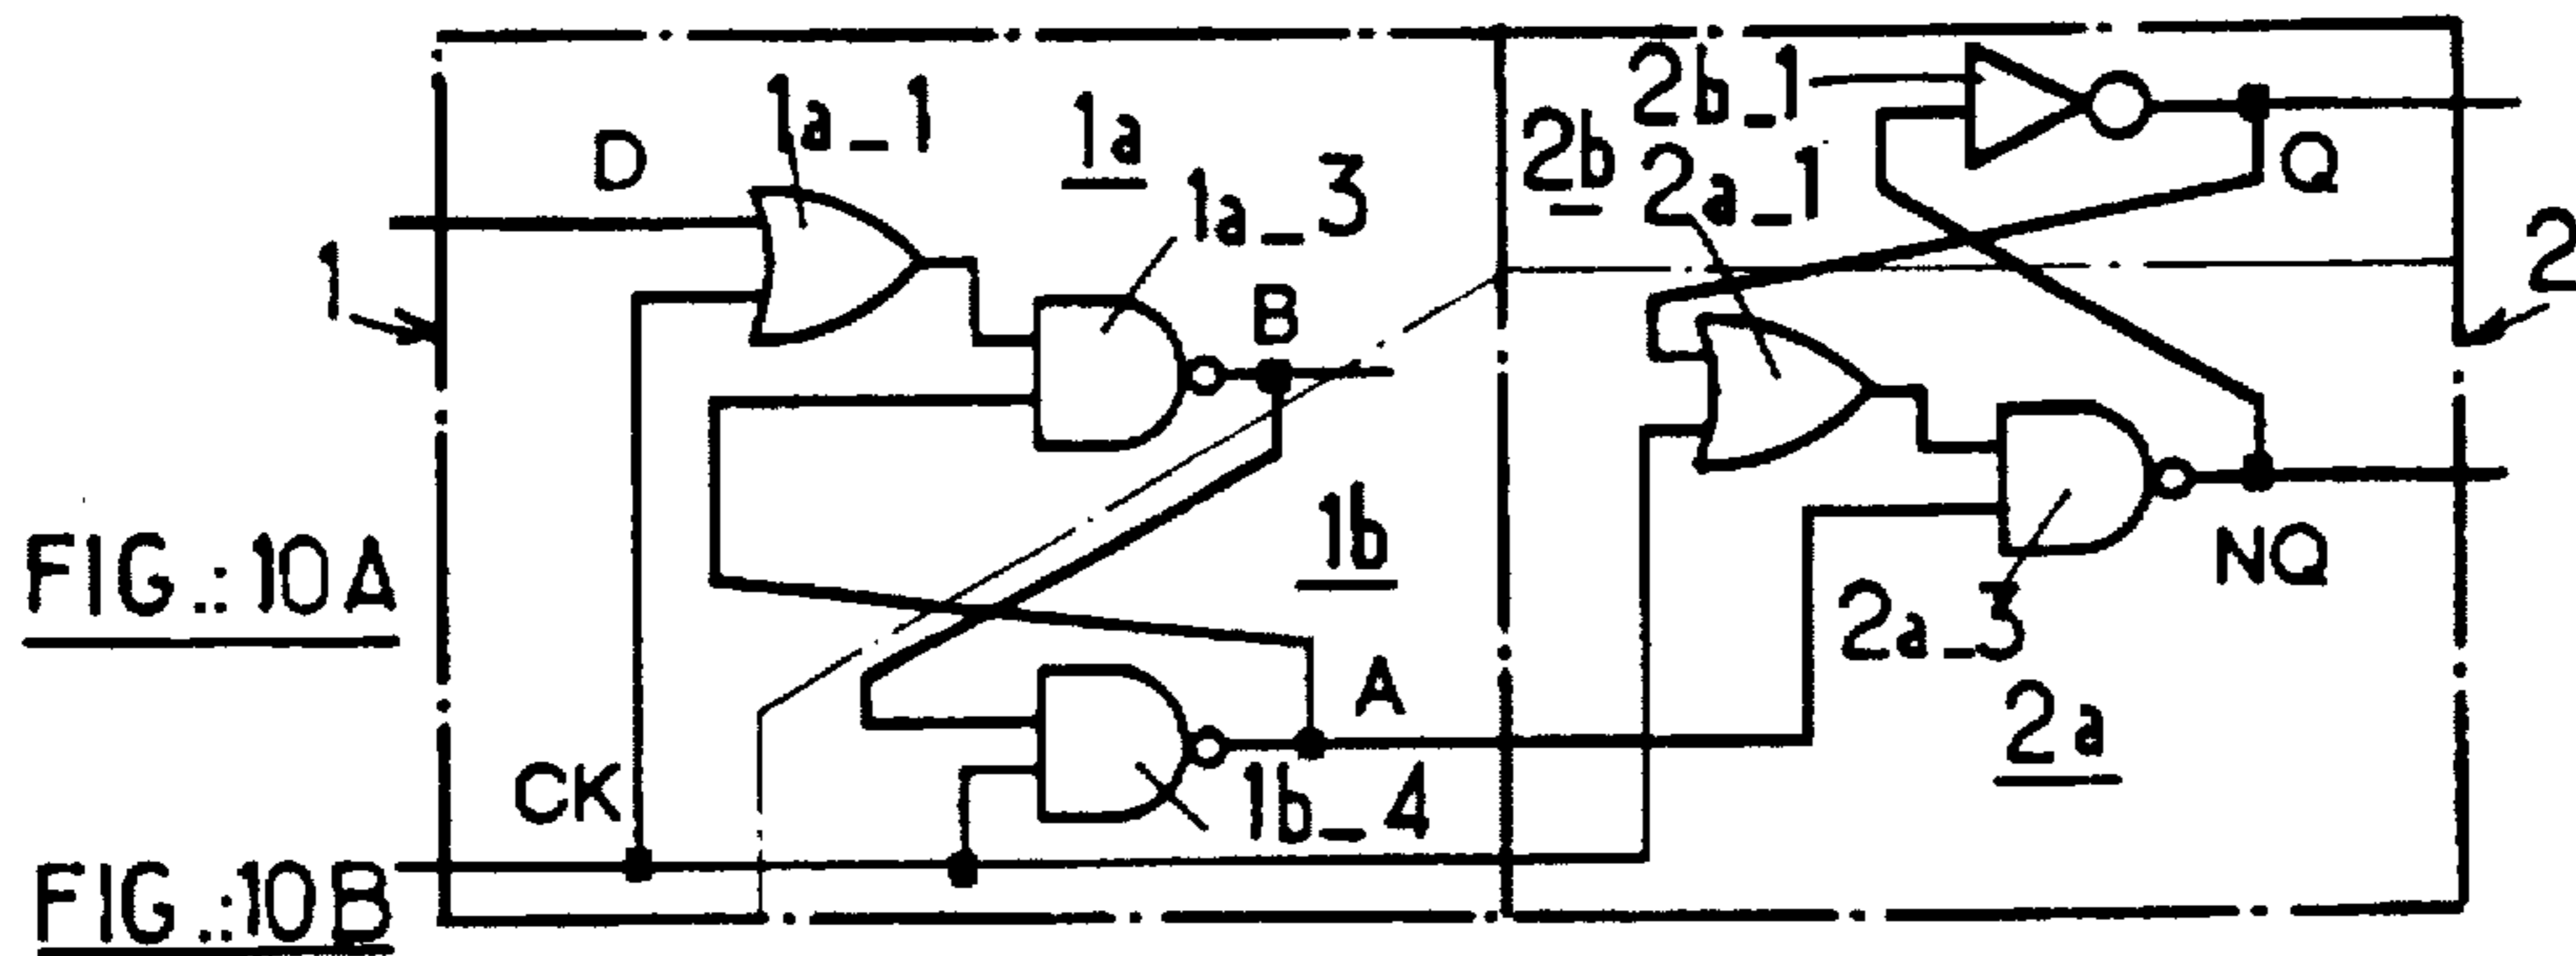 1a_1
1a
2b_1
2b
2a_1
D
1a_3
Q
1
2
B
FIG.:10A
1b
NQ
2a_3
A
2a
CK
1b_4
FIG.:10B